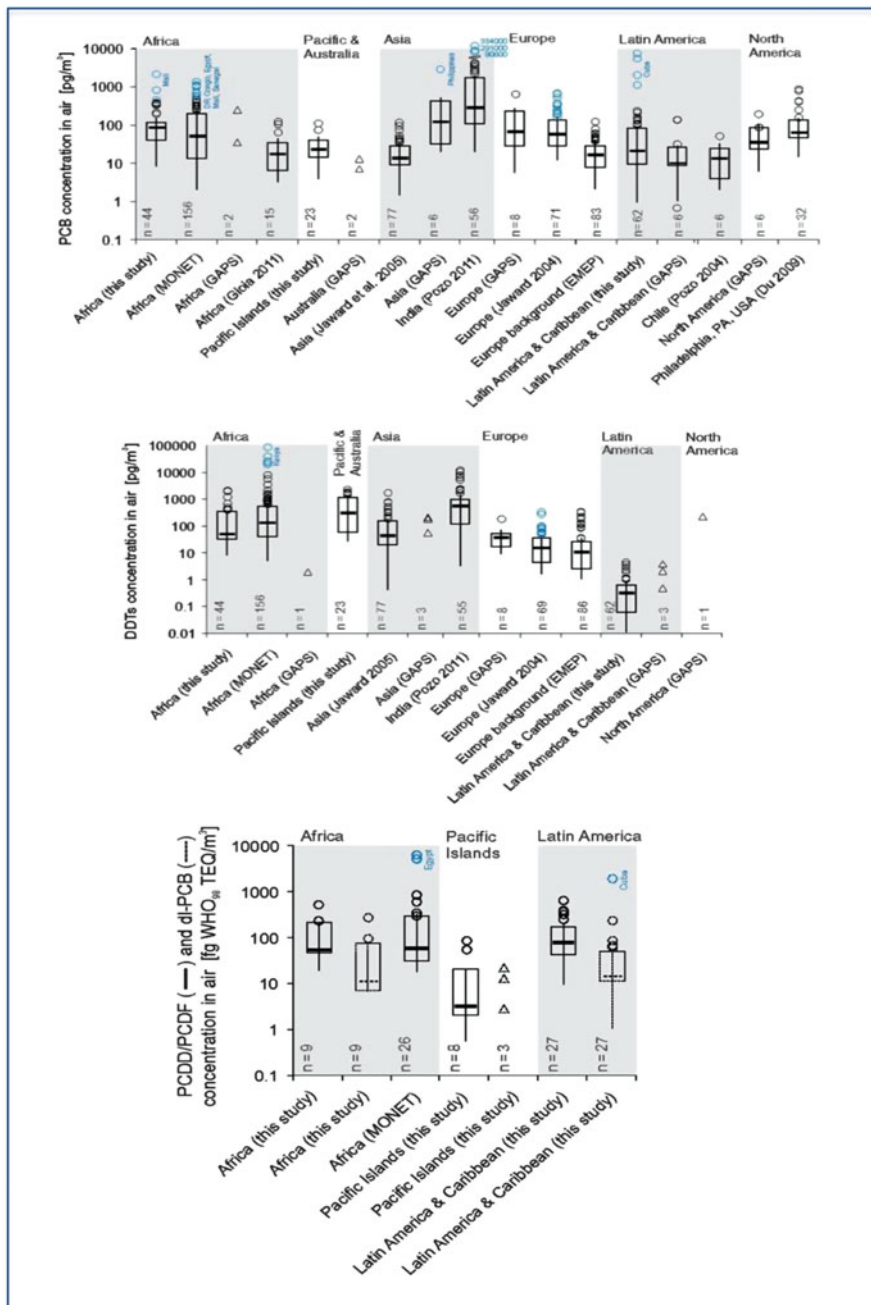 Africa
Pacific &
Australia
Asia
Europe
Latin America
North
America
PCB concentration in air [pg/m³]
10000
1000
100
10
1
0.1
Mali
DR Congo, Egypt,
Mali, Senegal
Philippines
Cuba
n=44
n=156
n=2
n=15
n=23
n=2
n=77
n=6
n=56
n=8
n=71
n=83
n=62
n=6
n=6
n=6
n=32
Africa (this study)
Africa (MONET)
Africa (GAPS)
Pacific Islands (this study)
Australia (GAPS)
Asia (Jaward et al. 2005)
Asia (GAPS)
India (Pozo 2011)
Europe (GAPS)
Europe (Jaward 2004)
Europe background (EMEP)
Latin America & Caribbean (this study)
Latin America & Caribbean (GAPS)
Chile (Pozo 2004)
North America (GAPS)
Philadelphia, PA, USA (Du 2009)
Africa
Pacific &
Australia
Asia
Europe
Latin
America
North
America
DDTs concentration in air [pg/m³]
100000
10000
1000
100
10
1
0.1
0.01
Kenya
n=44
n=156
n=1
n=23
n=77
n=3
n=55
n=8
n=69
n=86
n=62
n=3
n=1
Africa (this study)
Africa (MONET)
Africa (GAPS)
Pacific Islands (this study)
Asia (Jaward 2005)
Asia (GAPS)
India (Pozo 2011)
Europe (GAPS)
Europe (Jaward 2004)
Europe background (EMEP)
Latin America & Caribbean (this study)
Latin America & Caribbean (GAPS)
North America (GAPS)
Africa
Pacific
Islands
Latin America
PCDD/PCDF (━) and dl-PCB (----)
concentration in air [fg WHO₉₈ TEQ/m³]
10000
1000
100
10
1
0.1
Egypt
Cuba
n=9
n=9
n=26
n=8
n=3
n=27
n=27
Africa (this study)
Africa (this study)
Africa (MONET)
Pacific Islands (this study)
Pacific Islands (this study)
Latin America & Caribbean (this study)
Latin America & Caribbean (this study)